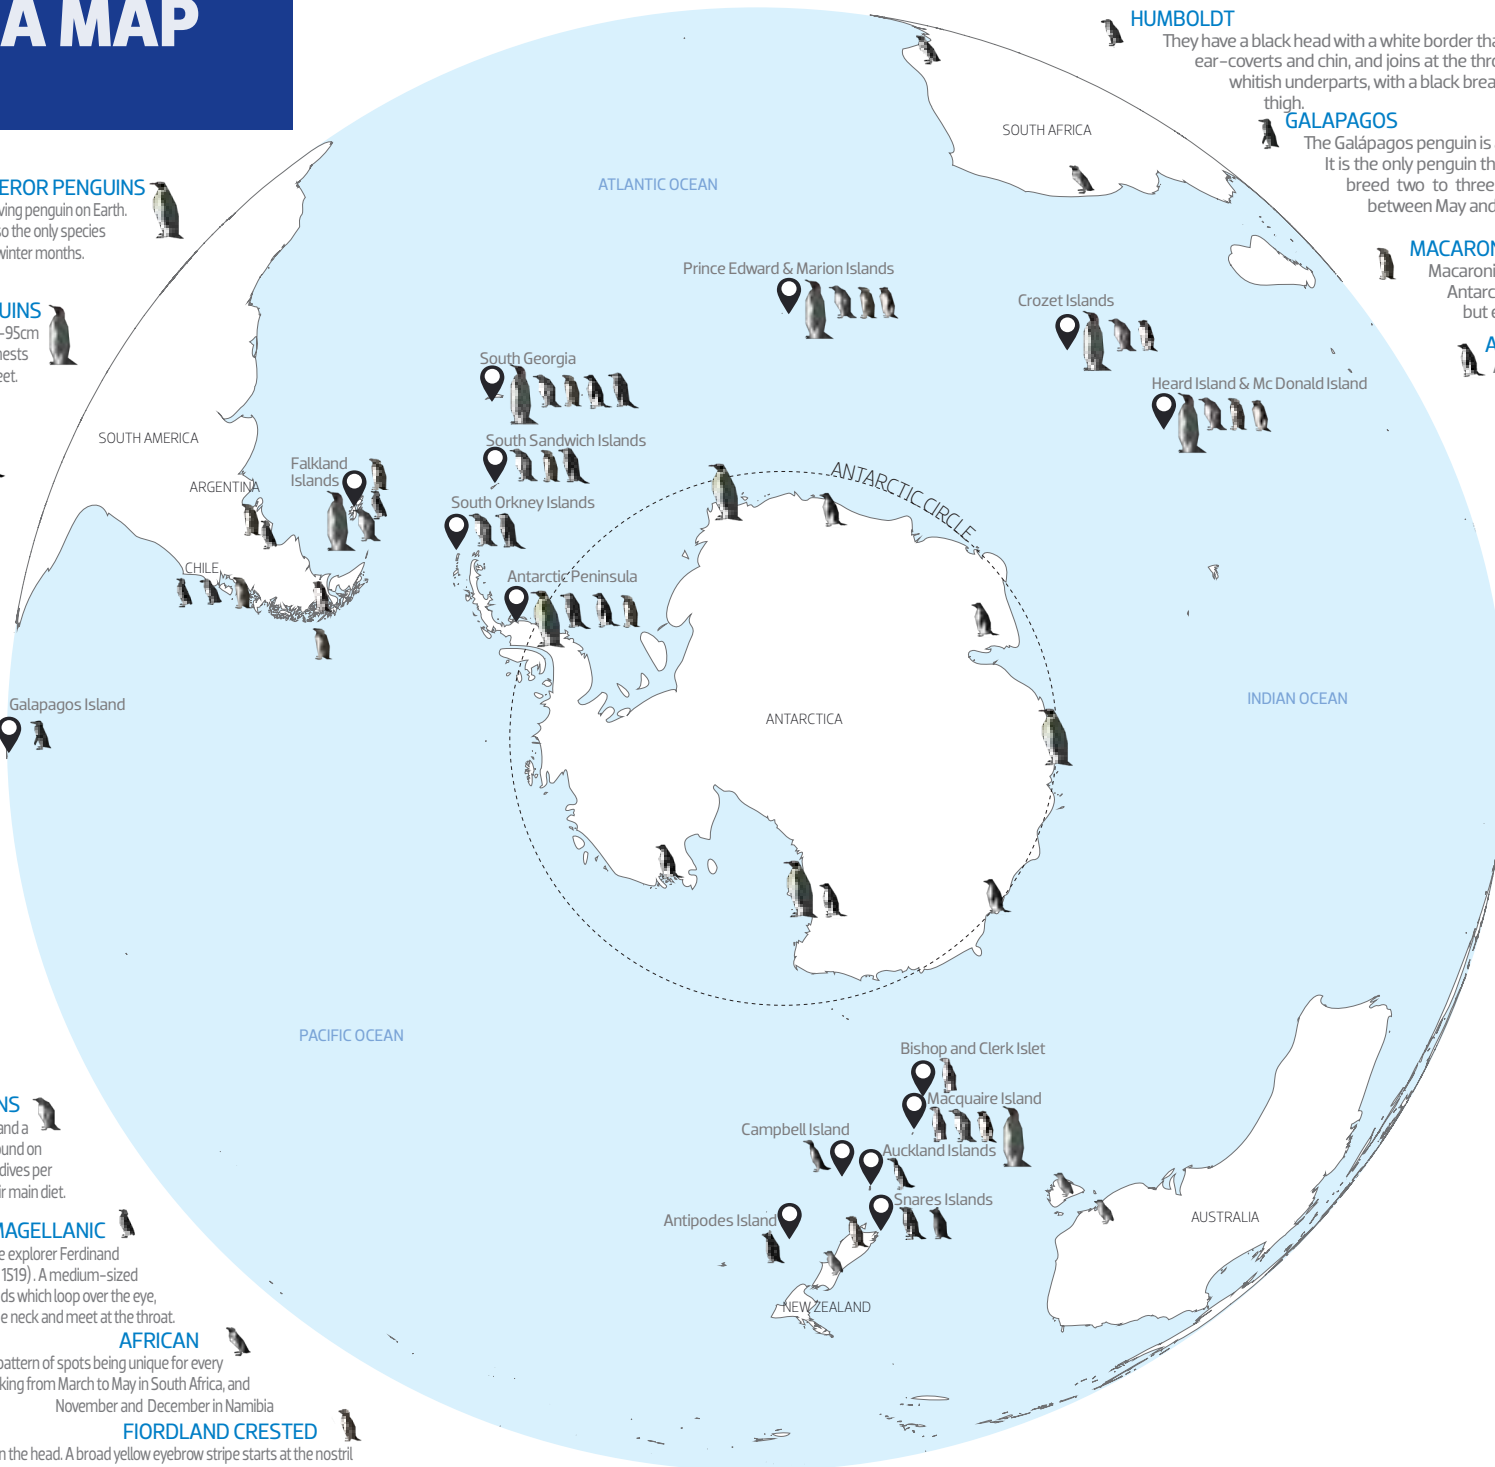 A MAP
HUMBOLDT
They have a black head with a white border tha
ear-coverts and chin, and joins at the thro
whitish underparts, with a black brea
thigh.
GALAPAGOS
The Galápagos penguin is
It is the only penguin th
breed two to three
between May and
MACARON
Macaroni
Antarc
but e
A
EROR PENGUINS
ving penguin on Earth.
so the only species
winter months.
UINS
-95cm
nests
eet.
SOUTH AFRICA
ATLANTIC OCEAN
Prince Edward & Marion Islands
Crozet Islands
Heard Island & Mc Donald Island
South Georgia
South Sandwich Islands
South Orkney Islands
Antarctic Peninsula
ANTARCTIC CIRCLE
SOUTH AMERICA
ARGENTINA
Falkland
Islands
CHILE
Galapagos Island
ANTARCTICA
INDIAN OCEAN
PACIFIC OCEAN
Bishop and Clerk Islet
Macquaire Island
Campbell Island
Auckland Islands
Snares Islands
Antipodes Island
NEW ZEALAND
AUSTRALIA
NS
and a
ound on
dives per
ir main diet.
MAGELLANIC
e explorer Ferdinand
1519). A medium-sized
ds which loop over the eye,
e neck and meet at the throat.
AFRICAN
pattern of spots being unique for every
king from March to May in South Africa, and
November and December in Namibia
FIORDLAND CRESTED
n the head. A broad yellow eyebrow stripe starts at the nostril